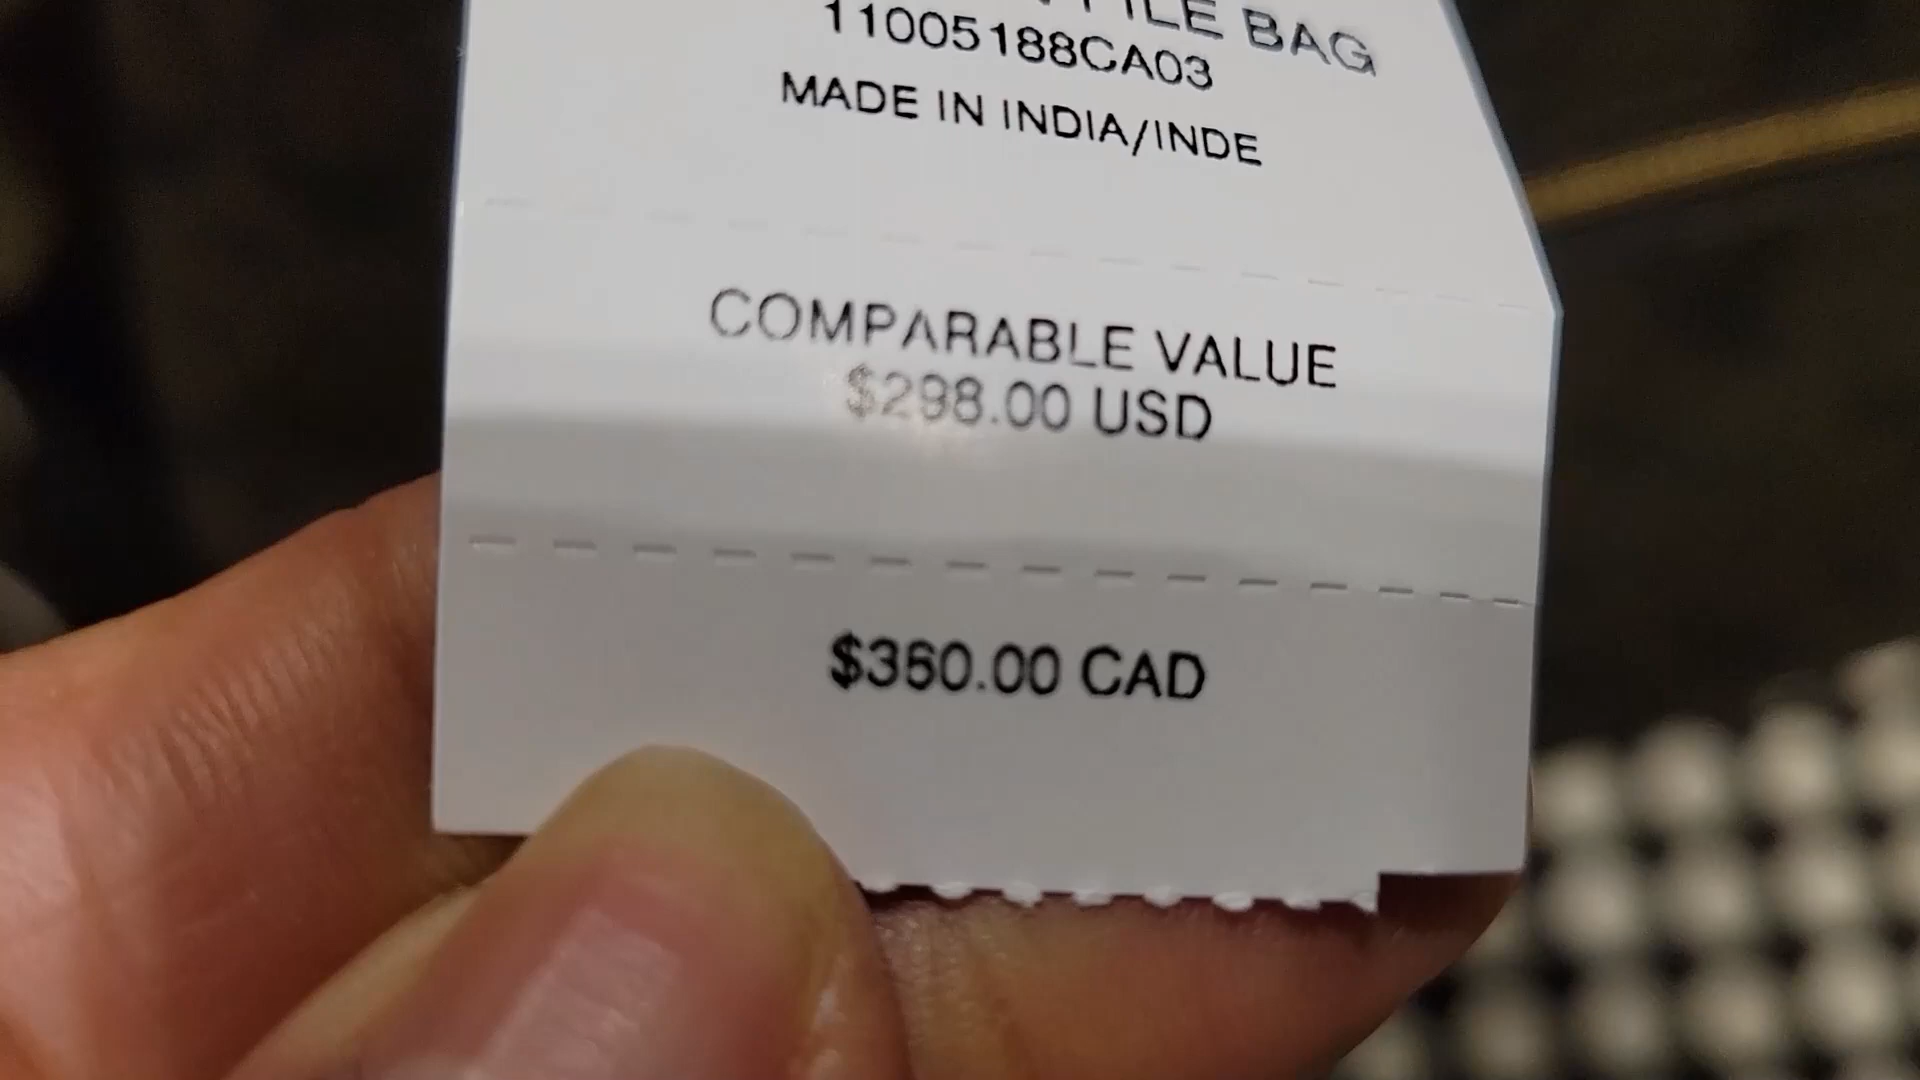 BAG
11005188CA03
MADE IN INDIA/INDE
COMPARABLE VALUE
$298.00 USD
$360.00 CAD